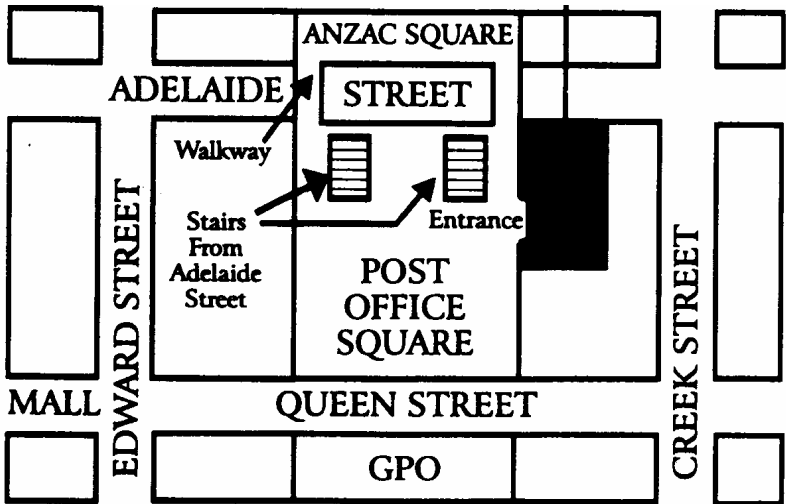 ANZAC SQUARE
ADELAIDE STREET
Walkway
Stairs
From
Adelaide
Street
Entrance
POST
OFFICE
SQUARE
EDWARD STREET
CREEK STREET
MALL
QUEEN STREET
GPO